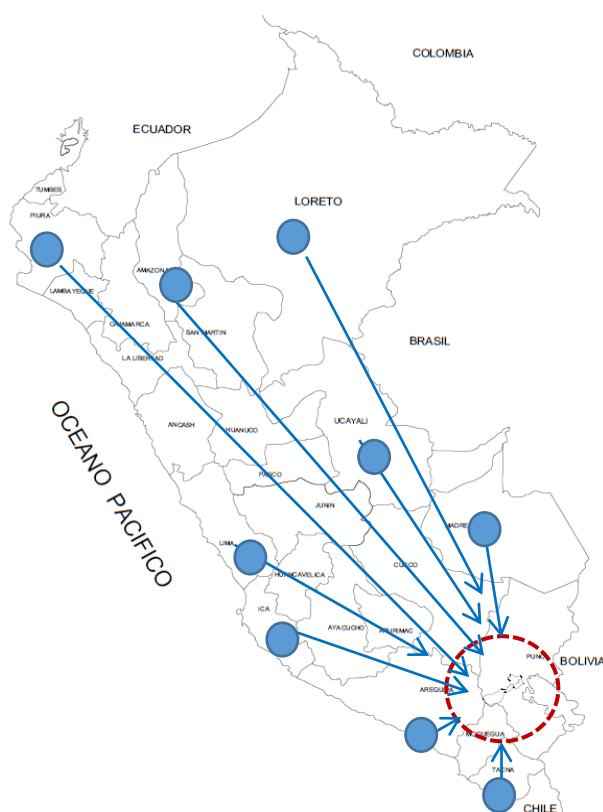 COLOMBIA
ECUADOR
TUMBES
LORETO
PIURA
AMAZONA
LAMBAYEQUE
CAJAMARCA
SAN MARTIN
BRASIL
LA LIBERTAD
UCAYALI
ANCASH
HUANUCO
OCEANO PACIFICO
PASCO
JUNIN
MADRE
LIMA
CUSCO
HUANCAVELICA
ICA
AYACUCHO
APURIMAC
PUNO
BOLIVIA
AREQUIPA
MOQUEGUA
TACNA
CHILE